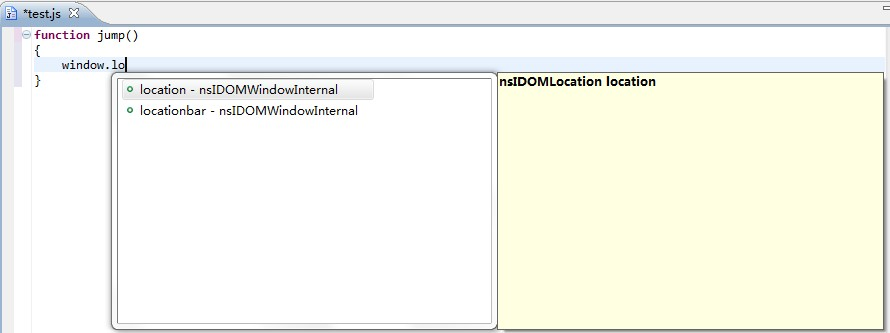 *test.js
function jump()
{
window.lo
}
location - nsIDOMWindowInternal
locationbar - nsIDOMWindowInternal
nsIDOMLocation location